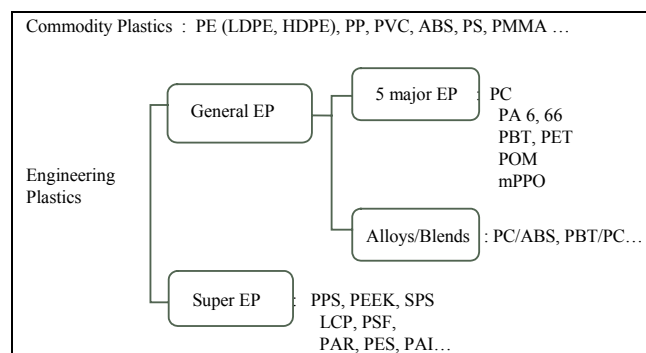 Commodity Plastics : PE (LDPE, HDPE), PP, PVC, ABS, PS, PMMA …
General EP
5 major EP : PC
PA 6, 66
PBT, PET
POM
mPPO
Engineering
Plastics
Alloys/Blends : PC/ABS, PBT/PC…
Super EP : PPS, PEEK, SPS
LCP, PSF,
PAR, PES, PAI…